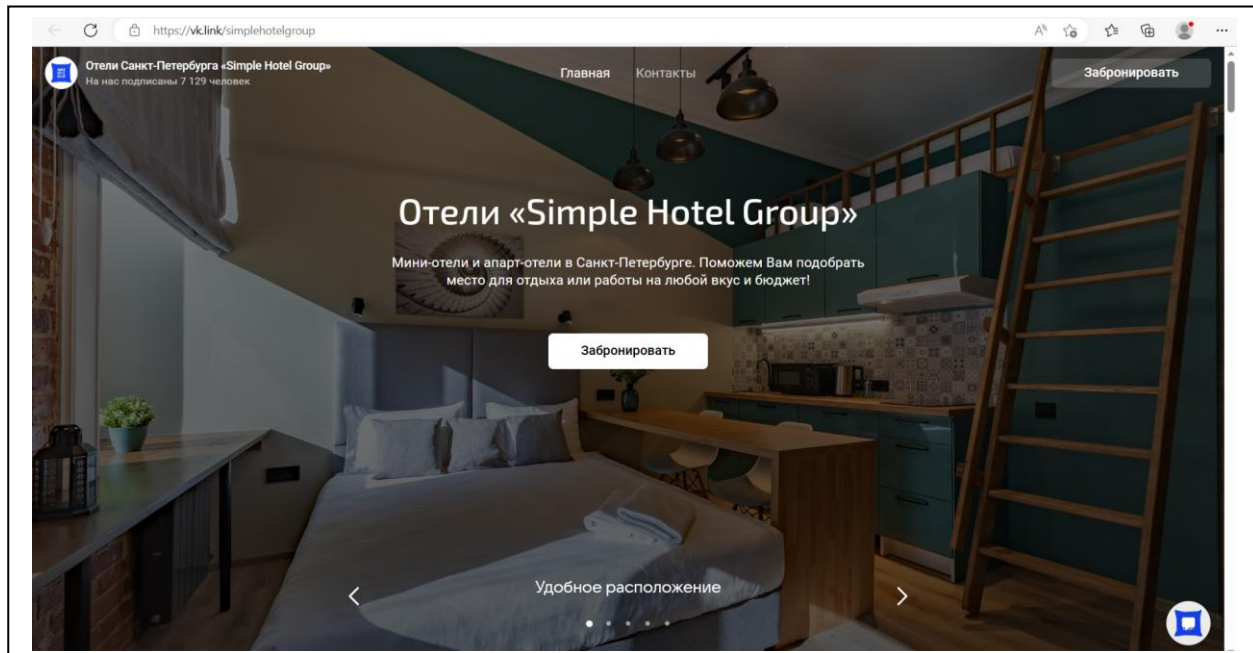 https://vk.link/simplehotelgroup
Отели Санкт-Петербурга «Simple Hotel Group»
На нас подписаны 7 129 человек
Главная
Контакты
Забронировать
Отели «Simple Hotel Group»
Мини-отели и апарт-отели в Санкт-Петербурге. Поможем Вам подобрать
место для отдыха или работы на любой вкус и бюджет!
Забронировать
Удобное расположение